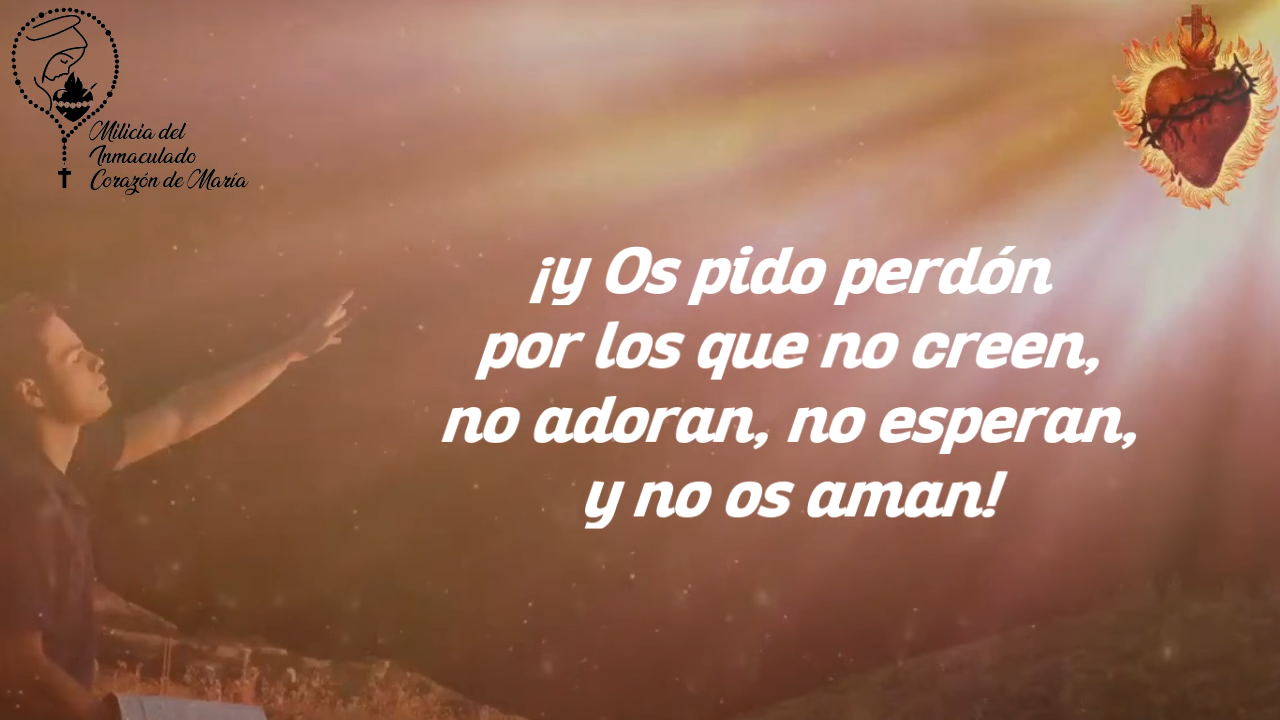 Milicia del
Inmaculado
Corazón de María
¡y Os pido perdón
por los que no creen,
no adoran, no esperan,
y no os aman!